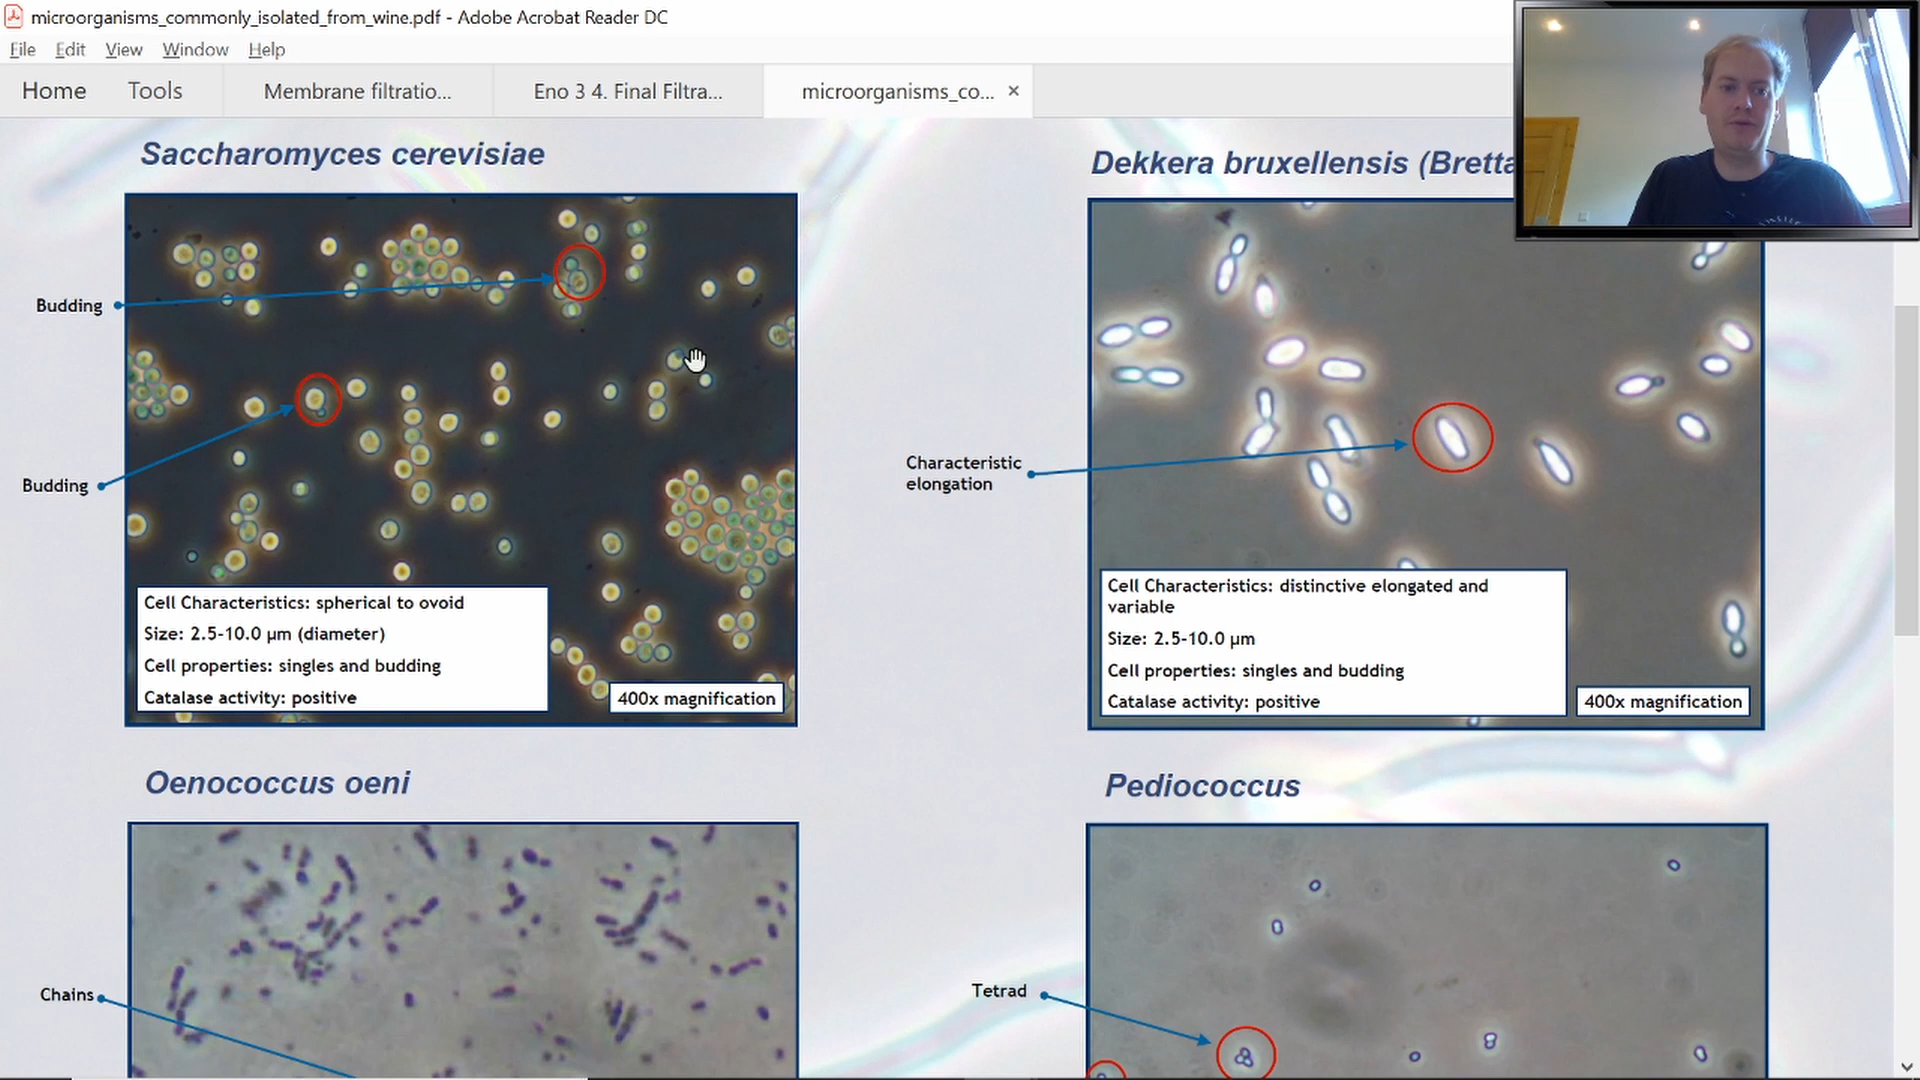 microorganisms_commonly_isolated_from_wine.pdf - Adobe Acrobat Reader DC
File Edit View Window Help
Home Tools Membrane filtratio... Eno 3 4. Final Filtra... microorganisms_co... ×
Saccharomyces cerevisiae
Budding
Budding
Cell Characteristics: spherical to ovoid
Size: 2.5-10.0 µm (diameter)
Cell properties: singles and budding
Catalase activity: positive
400x magnification
Dekkera bruxellensis (Bretta
Characteristic
elongation
Cell Characteristics: distinctive elongated and
variable
Size: 2.5-10.0 µm
Cell properties: singles and budding
Catalase activity: positive
400x magnification
Oenococcus oeni
Chains
Pediococcus
Tetrad